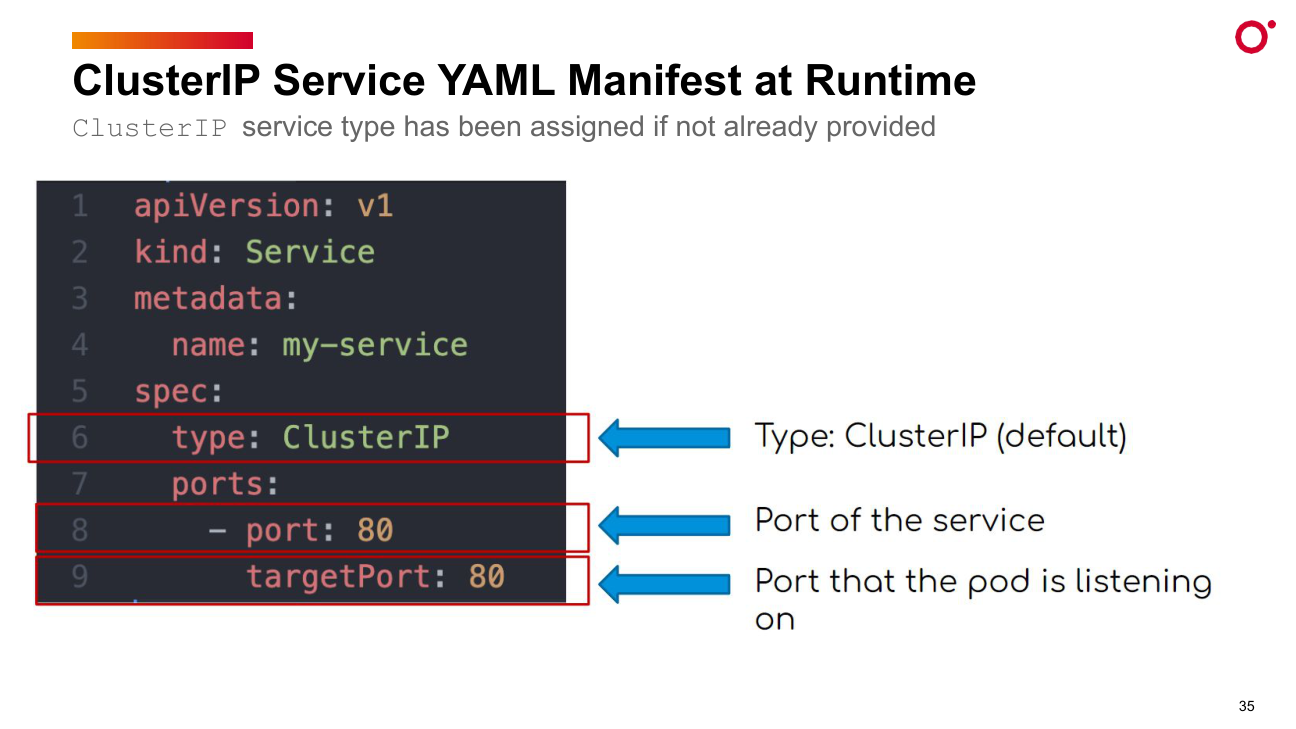 ClusterIP Service YAML Manifest at Runtime
ClusterIP service type has been assigned if not already provided
1 apiVersion: v1
2 kind: Service
3 metadata:
4   name: my-service
5 spec:
6   type: ClusterIP
7   ports:
8     - port: 80
9       targetPort: 80
Type: ClusterIP (default)
Port of the service
Port that the pod is listening
on
35